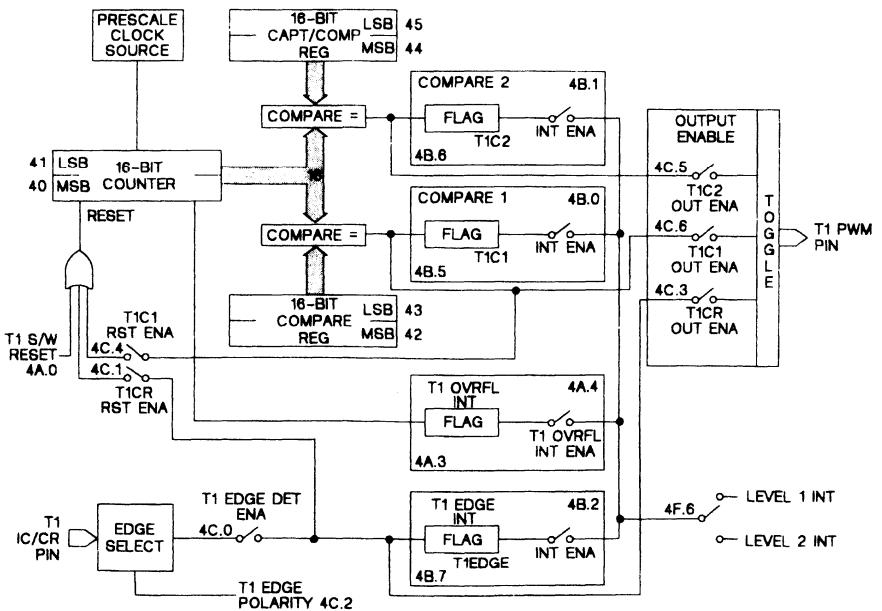 PRESCALE
CLOCK
SOURCE
16-BIT
CAPT/COMP
REG
LSB 45
MSB 44
COMPARE =
COMPARE 2
4B.1
FLAG
T1C2
INT ENA
4B.6
OUTPUT
ENABLE
4C.5
T1C2
OUT ENA
4C.6
T1C1
OUT ENA
4C.3
T1CR
OUT ENA
TOGGLE
T1 PWM
PIN
41 LSB
40 MSB
16-BIT
COUNTER
16
RESET
COMPARE 1
4B.0
FLAG
T1C1
INT ENA
4B.5
COMPARE =
16-BIT
COMPARE
REG
LSB 43
MSB 42
T1 S/W
RESET
4A.0
T1C1
RST ENA
4C.4
4C.1
T1CR
RST ENA
T1 OVRFL
INT
4A.4
FLAG
T1 OVRFL
INT ENA
4A.3
T1
IC/CR
PIN
EDGE
SELECT
T1 EDGE DET
ENA
4C.0
T1 EDGE
POLARITY 4C.2
T1 EDGE
INT
4B.2
FLAG
T1EDGE
INT ENA
4B.7
4F.6
LEVEL 1 INT
LEVEL 2 INT